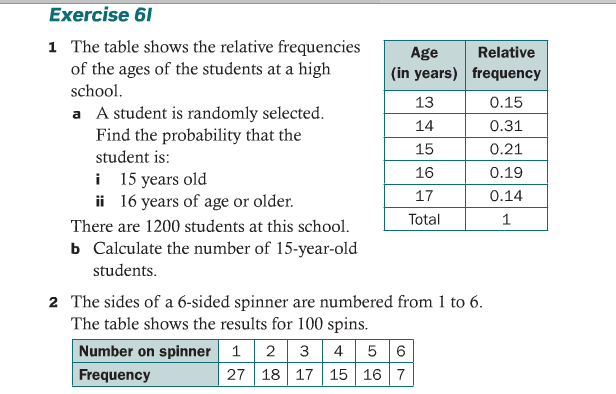 Exercise 6I
1 The table shows the relative frequencies
of the ages of the students at a high
school.
a A student is randomly selected.
Find the probability that the
student is:
i 15 years old
ii 16 years of age or older.
There are 1200 students at this school.
b Calculate the number of 15-year-old
students.
Age Relative
(in years) frequency
13 0.15
14 0.31
15 0.21
16 0.19
17 0.14
Total 1
2 The sides of a 6-sided spinner are numbered from 1 to 6.
The table shows the results for 100 spins.
Number on spinner 1 2 3 4 5 6
Frequency 27 18 17 15 16 7